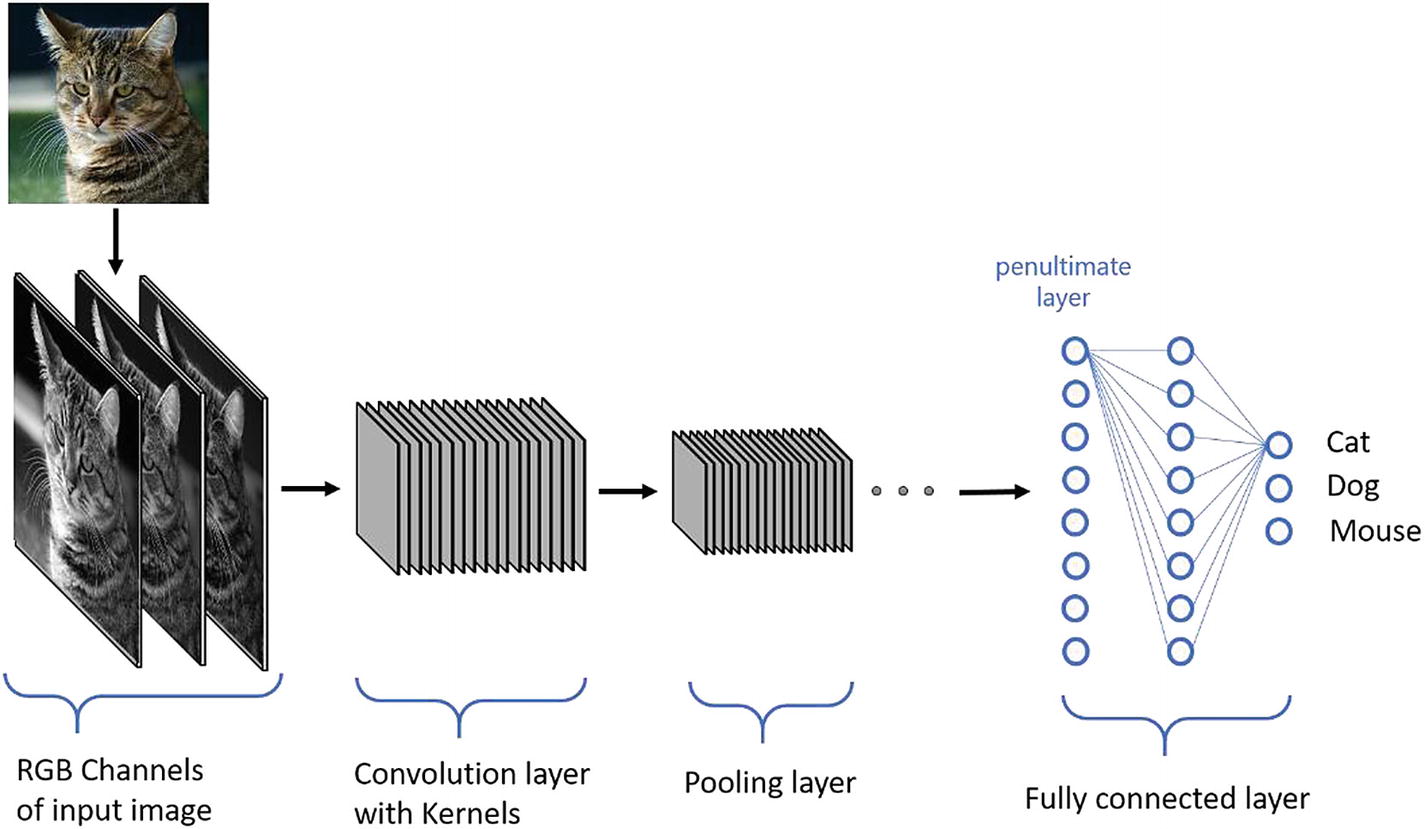 penultimate
layer
Cat
Dog
Mouse
RGB Channels
of input image
Convolution layer
with Kernels
Pooling layer
Fully connected layer